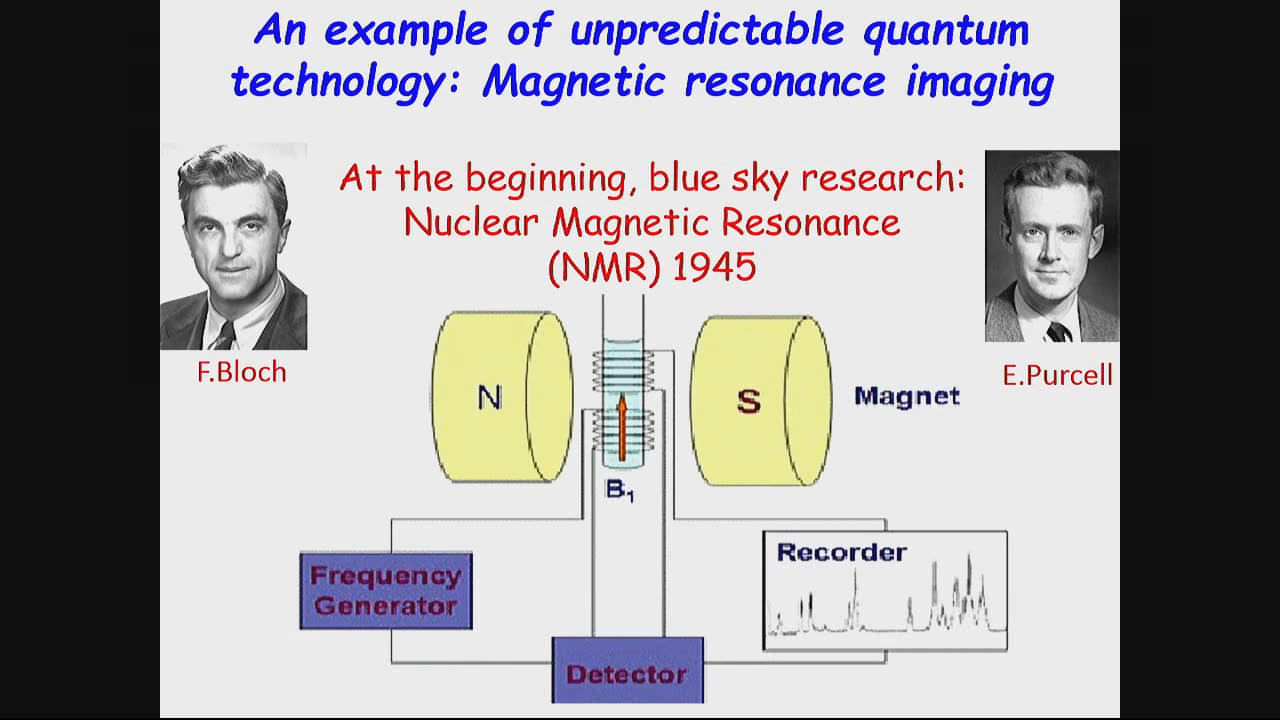 An example of unpredictable quantum
technology: Magnetic resonance imaging
At the beginning, blue sky research:
Nuclear Magnetic Resonance
(NMR) 1945
F.Bloch
E.Purcell
N
S
Magnet
B₁
Recorder
Frequency
Generator
Detector